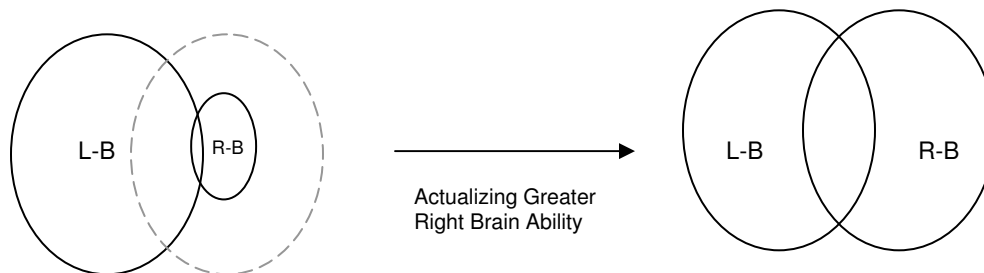 L-B
R-B
Actualizing Greater
Right Brain Ability
L-B
R-B